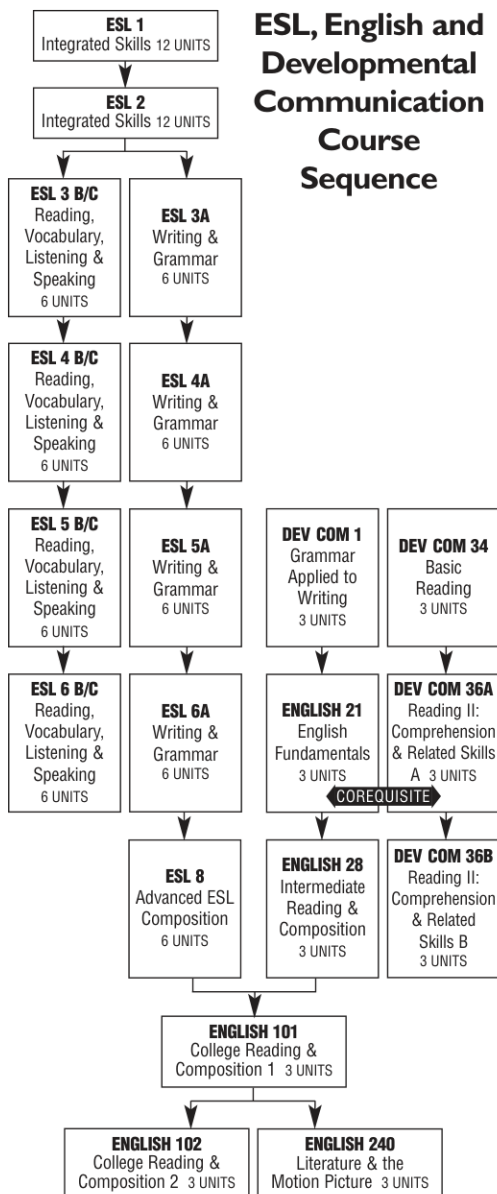 ESL, English and
Developmental
Communication
Course
Sequence
ESL 1
Integrated Skills 12 UNITS
ESL 2
Integrated Skills 12 UNITS
ESL 3 B/C
Reading,
Vocabulary,
Listening &
Speaking
6 UNITS
ESL 3A
Writing &
Grammar
6 UNITS
ESL 4 B/C
Reading,
Vocabulary,
Listening &
Speaking
6 UNITS
ESL 4A
Writing &
Grammar
6 UNITS
ESL 5 B/C
Reading,
Vocabulary,
Listening &
Speaking
6 UNITS
ESL 5A
Writing &
Grammar
6 UNITS
DEV COM 1
Grammar
Applied to
Writing
3 UNITS
DEV COM 34
Basic
Reading
3 UNITS
ESL 6 B/C
Reading,
Vocabulary,
Listening &
Speaking
6 UNITS
ESL 6A
Writing &
Grammar
6 UNITS
ENGLISH 21
English
Fundamentals
3 UNITS
DEV COM 36A
Reading II:
Comprehension
& Related Skills
A 3 UNITS
COREQUISITE
ESL 8
Advanced ESL
Composition
6 UNITS
ENGLISH 28
Intermediate
Reading &
Composition
3 UNITS
DEV COM 36B
Reading II:
Comprehension
& Related
Skills B
3 UNITS
ENGLISH 101
College Reading &
Composition 1 3 UNITS
ENGLISH 102
College Reading &
Composition 2 3 UNITS
ENGLISH 240
Literature & the
Motion Picture 3 UNITS